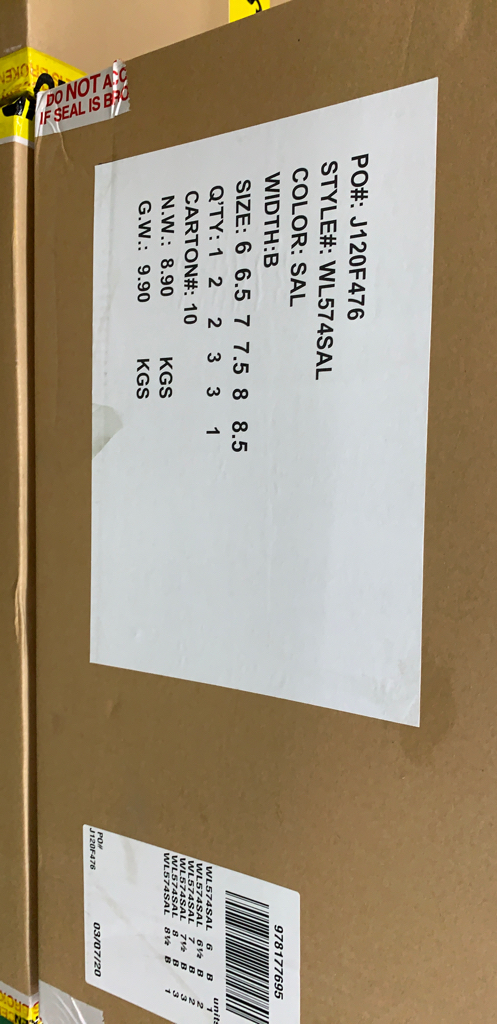 DO NOT ACC
IF SEAL IS BRO
PO#: J120F476
STYLE#: WL574SAL
COLOR: SAL
WIDTH:B
SIZE: 6 6.5 7 7.5 8 8.5
Q'TY: 1 2 2 3 3 1
CARTON#: 10
N.W.: 8.90 KGS
G.W.: 9.90 KGS
978177695
units
WL574SAL 6 B 1
WL574SAL 6½ B 2
WL574SAL 7 B 2
WL574SAL 7½ B 3
WL574SAL 8 B 3
WL574SAL 8½ B 1
PO#
J120F476
03/07/20